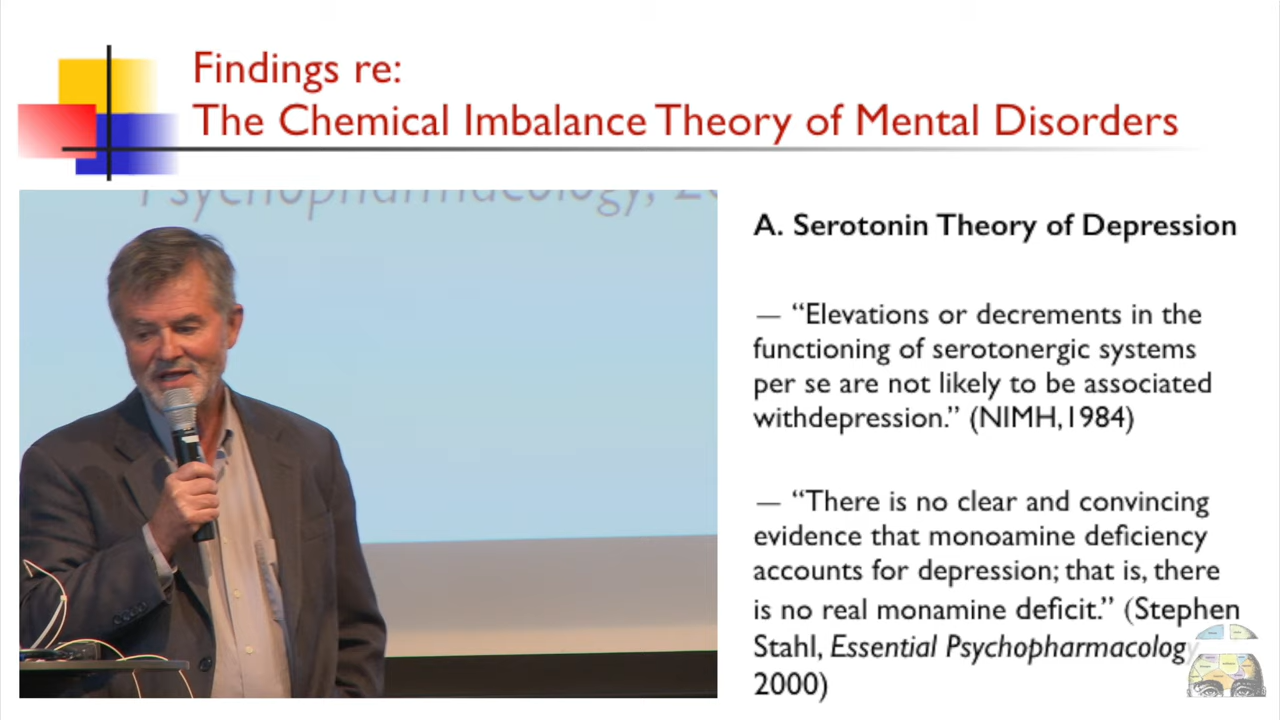 Findings re:
The Chemical Imbalance Theory of Mental Disorders
Psychopharmacology,
A. Serotonin Theory of Depression
— “Elevations or decrements in the
functioning of serotonergic systems
per se are not likely to be associated
withdepression.” (NIMH,1984)
— “There is no clear and convincing
evidence that monoamine deficiency
accounts for depression; that is, there
is no real monamine deficit.” (Stephen
Stahl, Essential Psychopharmacology
2000)